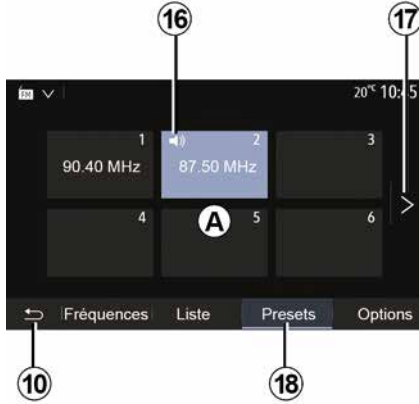 16 17
FM 20°C 10:45
1 2 3
90.40 MHz 87.50 MHz
4 A 5 6
Fréquences Liste Presets Options
10 18